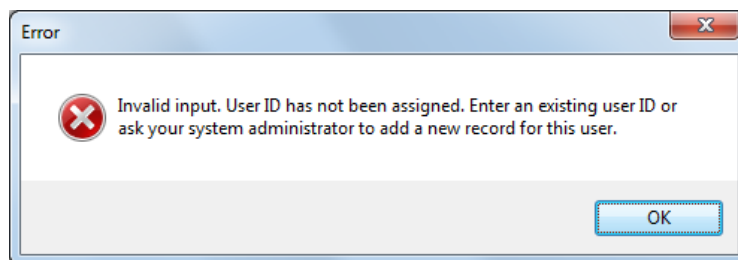 Error
Invalid input. User ID has not been assigned. Enter an existing user ID or
ask your system administrator to add a new record for this user.
OK